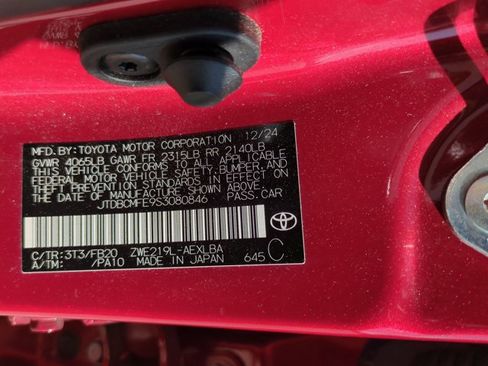 MFD.BY:TOYOTA MOTOR CORPORATION 12/24
GVWR 4065LB GAWR FR 2315LB RR 2140LB
THIS VEHICLE CONFORMS TO ALL APPLI-
CABLE FEDERAL MOTOR VEHICLE
SAFETY, BUMPER, AND THEFT PREVENTION
STANDARDS IN EFFECT ON THE DATE OF
MANUFACTURE SHOWN ABOVE.
JTDBCMFE9S3080846 PASS.CAR
C/TR:3T3/FB20 ZWE219L-AEXLBA
A/TM: /PA10 MADE IN JAPAN 645 C